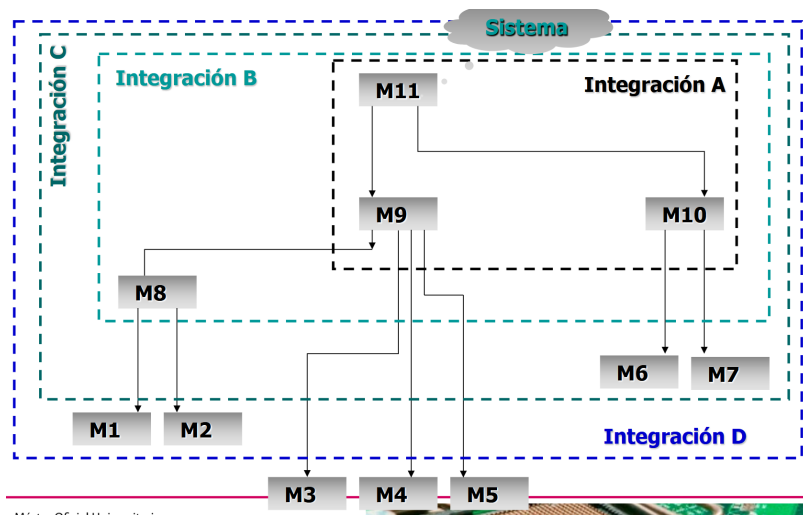 Sistema
Integración C
Integración B
Integración A
M11
M9
M10
M8
M6
M7
M1
M2
Integración D
M3
M4
M5